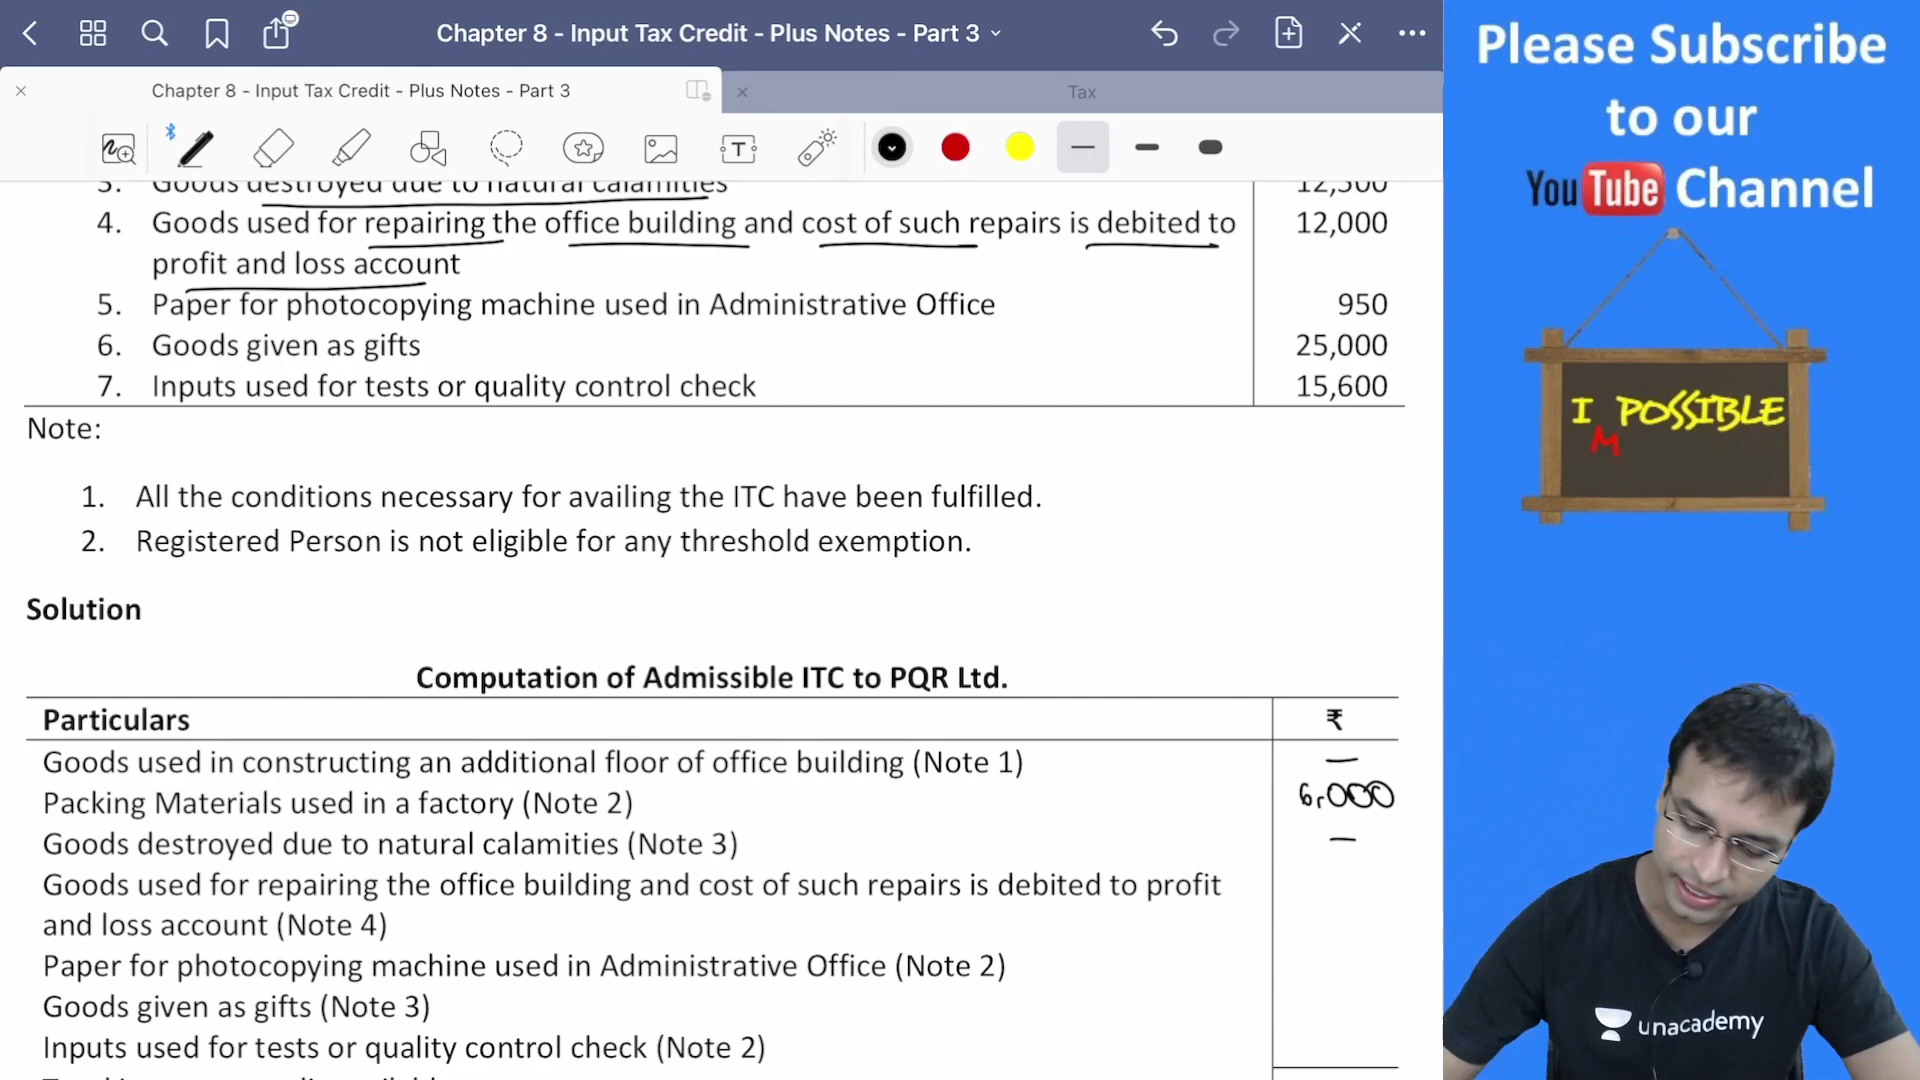 Chapter 8 - Input Tax Credit - Plus Notes - Part 3
Chapter 8 - Input Tax Credit - Plus Notes - Part 3
Tax
T
3. Goods destroyed due to natural calamities 12,500
4. Goods used for repairing the office building and cost of such repairs is debited to 12,000
profit and loss account
5. Paper for photocopying machine used in Administrative Office 950
6. Goods given as gifts 25,000
7. Inputs used for tests or quality control check 15,600
Note:
1. All the conditions necessary for availing the ITC have been fulfilled.
2. Registered Person is not eligible for any threshold exemption.
Solution
Computation of Admissible ITC to PQR Ltd.
Particulars ₹
Goods used in constructing an additional floor of office building (Note 1) —
Packing Materials used in a factory (Note 2) 6,000
Goods destroyed due to natural calamities (Note 3) —
Goods used for repairing the office building and cost of such repairs is debited to profit
and loss account (Note 4)
Paper for photocopying machine used in Administrative Office (Note 2)
Goods given as gifts (Note 3)
Inputs used for tests or quality control check (Note 2)
Please Subscribe
to our
YouTube Channel
I POSSIBLE
M
unacademy